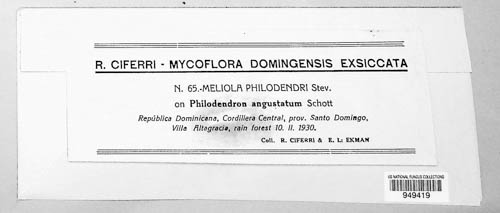 R. CIFERRI - MYCOFLORA DOMINGENSIS EXSICCATA
N. 65.-MELIOLA PHILODENDRI Stev.
on Philodendron angustatum Schott
República Dominicana, Cordillera Central, prov. Santo Domingo,
Villa Altagracia, rain forest 10. II. 1930.
Coll. R. CIFERRI & E. L. EKMAN
US NATIONAL FUNGUS COLLECTIONS
949419